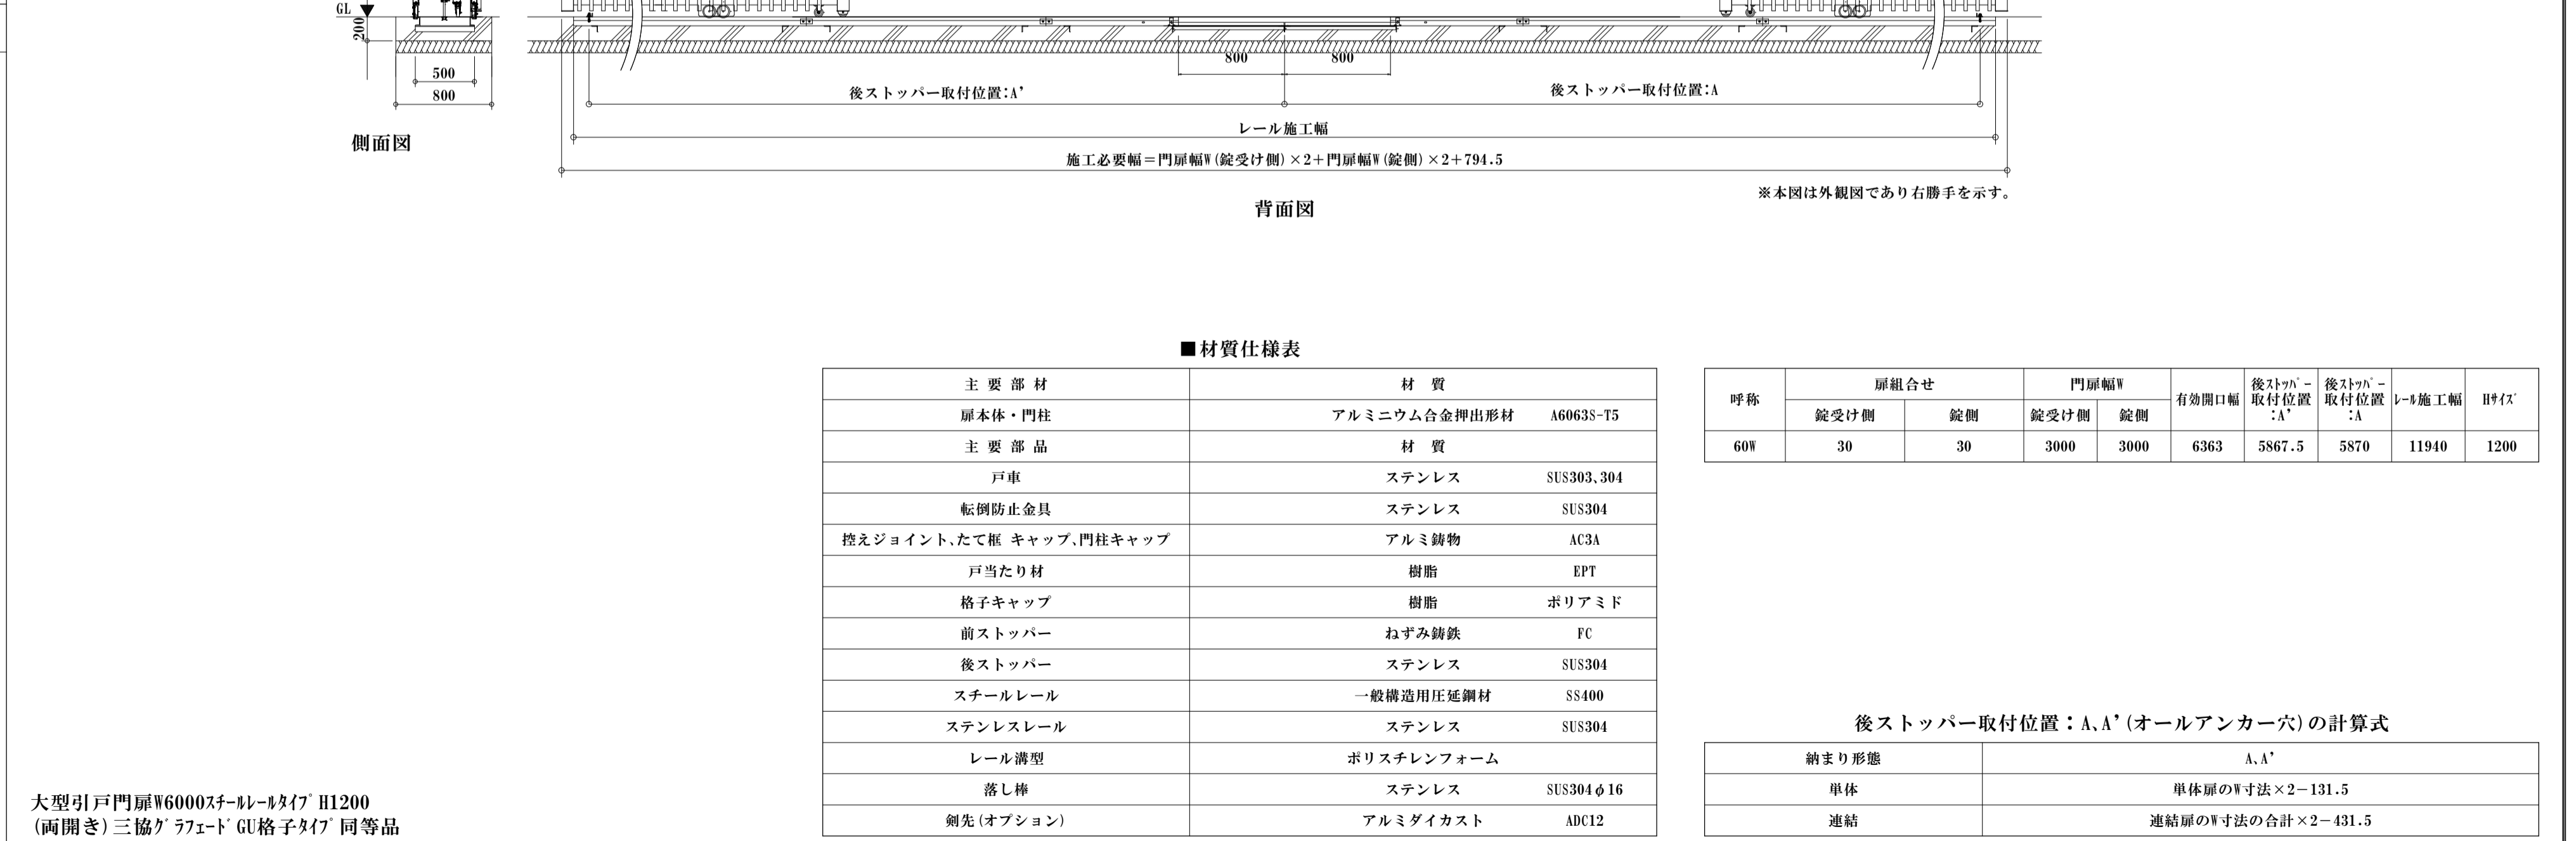 GL
200
500
800
側面図
800 800
後ストッパー取付位置:A' 後ストッパー取付位置:A
レール施工幅
施工必要幅＝門扉幅W(錠受け側)×2＋門扉幅W(錠側)×2＋794.5
※本図は外観図であり右勝手を示す。
背面図
■材質仕様表
主 要 部 材 材 質
扉本体・門柱 アルミニウム合金押出形材 A6063S-T5
主 要 部 品 材 質
戸車 ステンレス SUS303､304
転倒防止金具 ステンレス SUS304
控えジョイント､たて框 キャップ､門柱キャップ アルミ鋳物 AC3A
戸当たり材 樹脂 EPT
格子キャップ 樹脂 ポリアミド
前ストッパー ねずみ鋳鉄 FC
後ストッパー ステンレス SUS304
スチールレール 一般構造用圧延鋼材 SS400
ステンレスレール ステンレス SUS304
レール溝型 ポリスチレンフォーム
落し棒 ステンレス SUS304φ16
剣先(オプション) アルミダイカスト ADC12
呼称 扉組合せ 門扉幅W 有効開口幅 後ｽﾄｯﾊﾟｰ取付位置:A' 後ｽﾄｯﾊﾟｰ取付位置:A ﾚｰﾙ施工幅 Hｻｲｽﾞ
錠受け側 錠側 錠受け側 錠側
60W 30 30 3000 3000 6363 5867.5 5870 11940 1200
後ストッパー取付位置：A､A'(オールアンカー穴)の計算式
納まり形態 A､A'
単体 単体扉のW寸法×2－131.5
連結 連結扉のW寸法の合計×2－431.5
大型引戸門扉W6000ｽﾁｰﾙﾚｰﾙﾀｲﾌﾟH1200
(両開き)三協ｸﾞﾗﾌｪｰﾄﾞGU格子ﾀｲﾌﾟ同等品